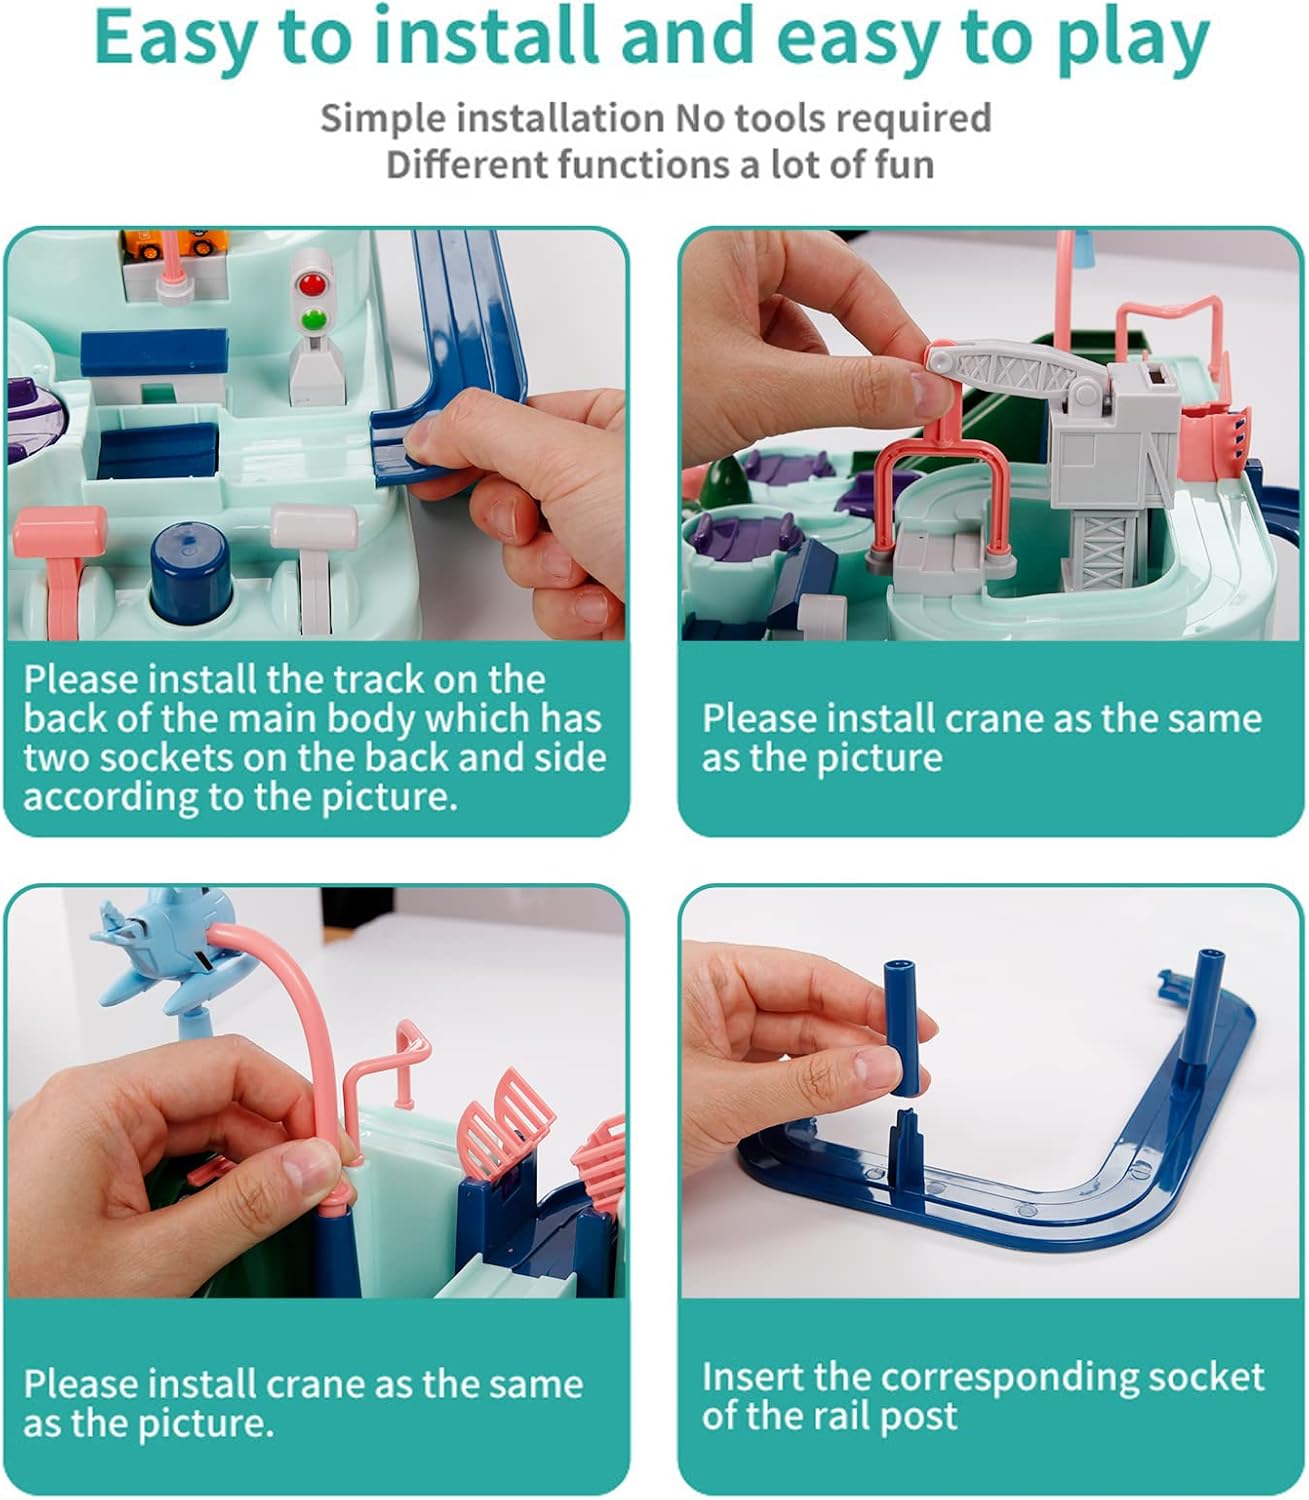 Easy to install and easy to play
Simple installation No tools required
Different functions a lot of fun
Please install the track on the
back of the main body which has
two sockets on the back and side
according to the picture.
Please install crane as the same
as the picture
Please install crane as the same
as the picture.
Insert the corresponding socket
of the rail post